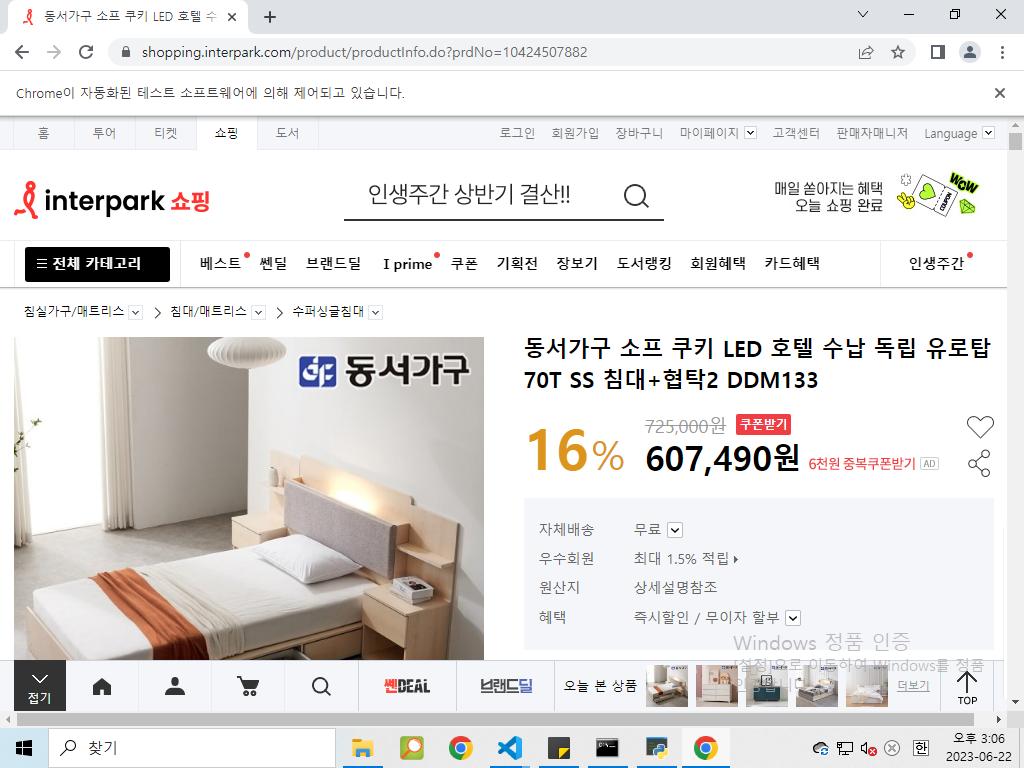 동서가구 소프 쿠키 LED 호텔 수
shopping.interpark.com/product/productInfo.do?prdNo=10424507882
Chrome이 자동화된 테스트 소프트웨어에 의해 제어되고 있습니다.
홈 투어 티켓 쇼핑 도서 로그인 회원가입 장바구니 마이페이지 고객센터 판매자매니저 Language
interpark 쇼핑
인생주간 상반기 결산!!
매일 쏟아지는 혜택
오늘 쇼핑 완료
WOW
COUPON
전체 카테고리 베스트 쎈딜 브랜드딜 I prime 쿠폰 기획전 장보기 도서랭킹 회원혜택 카드혜택 인생주간
침실가구/매트리스 침대/매트리스 수퍼싱글침대
동서가구
동서가구 소프 쿠키 LED 호텔 수납 독립 유로탑
70T SS 침대+협탁2 DDM133
16%
725,000원 쿠폰받기
607,490원 6천원 중복쿠폰받기 AD
자체배송 무료
우수회원 최대 1.5% 적립
원산지 상세설명참조
혜택 즉시할인 / 무이자 할부
Windows 정품 인증
[설정]으로 이동하여 Windows를 정품
접기
쎈DEAL
브랜드딜
오늘 본 상품
더보기
TOP
찾기
한
오후 3:06
2023-06-22